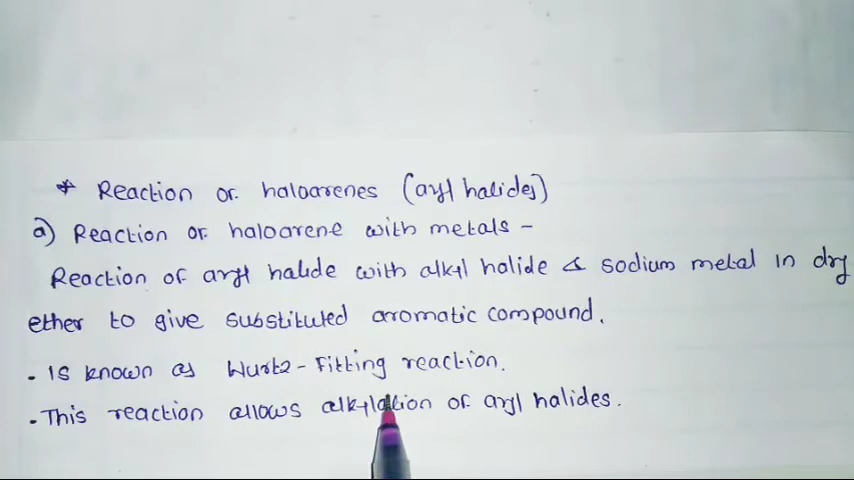 * Reaction or. haloarenes (aryl halides)
a) Reaction or. haloarene with metals -
Reaction of aryl halide with alkyl halide & sodium metal in dry
ether to give substituted aromatic compound.
. Is known as Wurtz - Fitting reaction.
. This reaction allows alkylation of aryl halides.